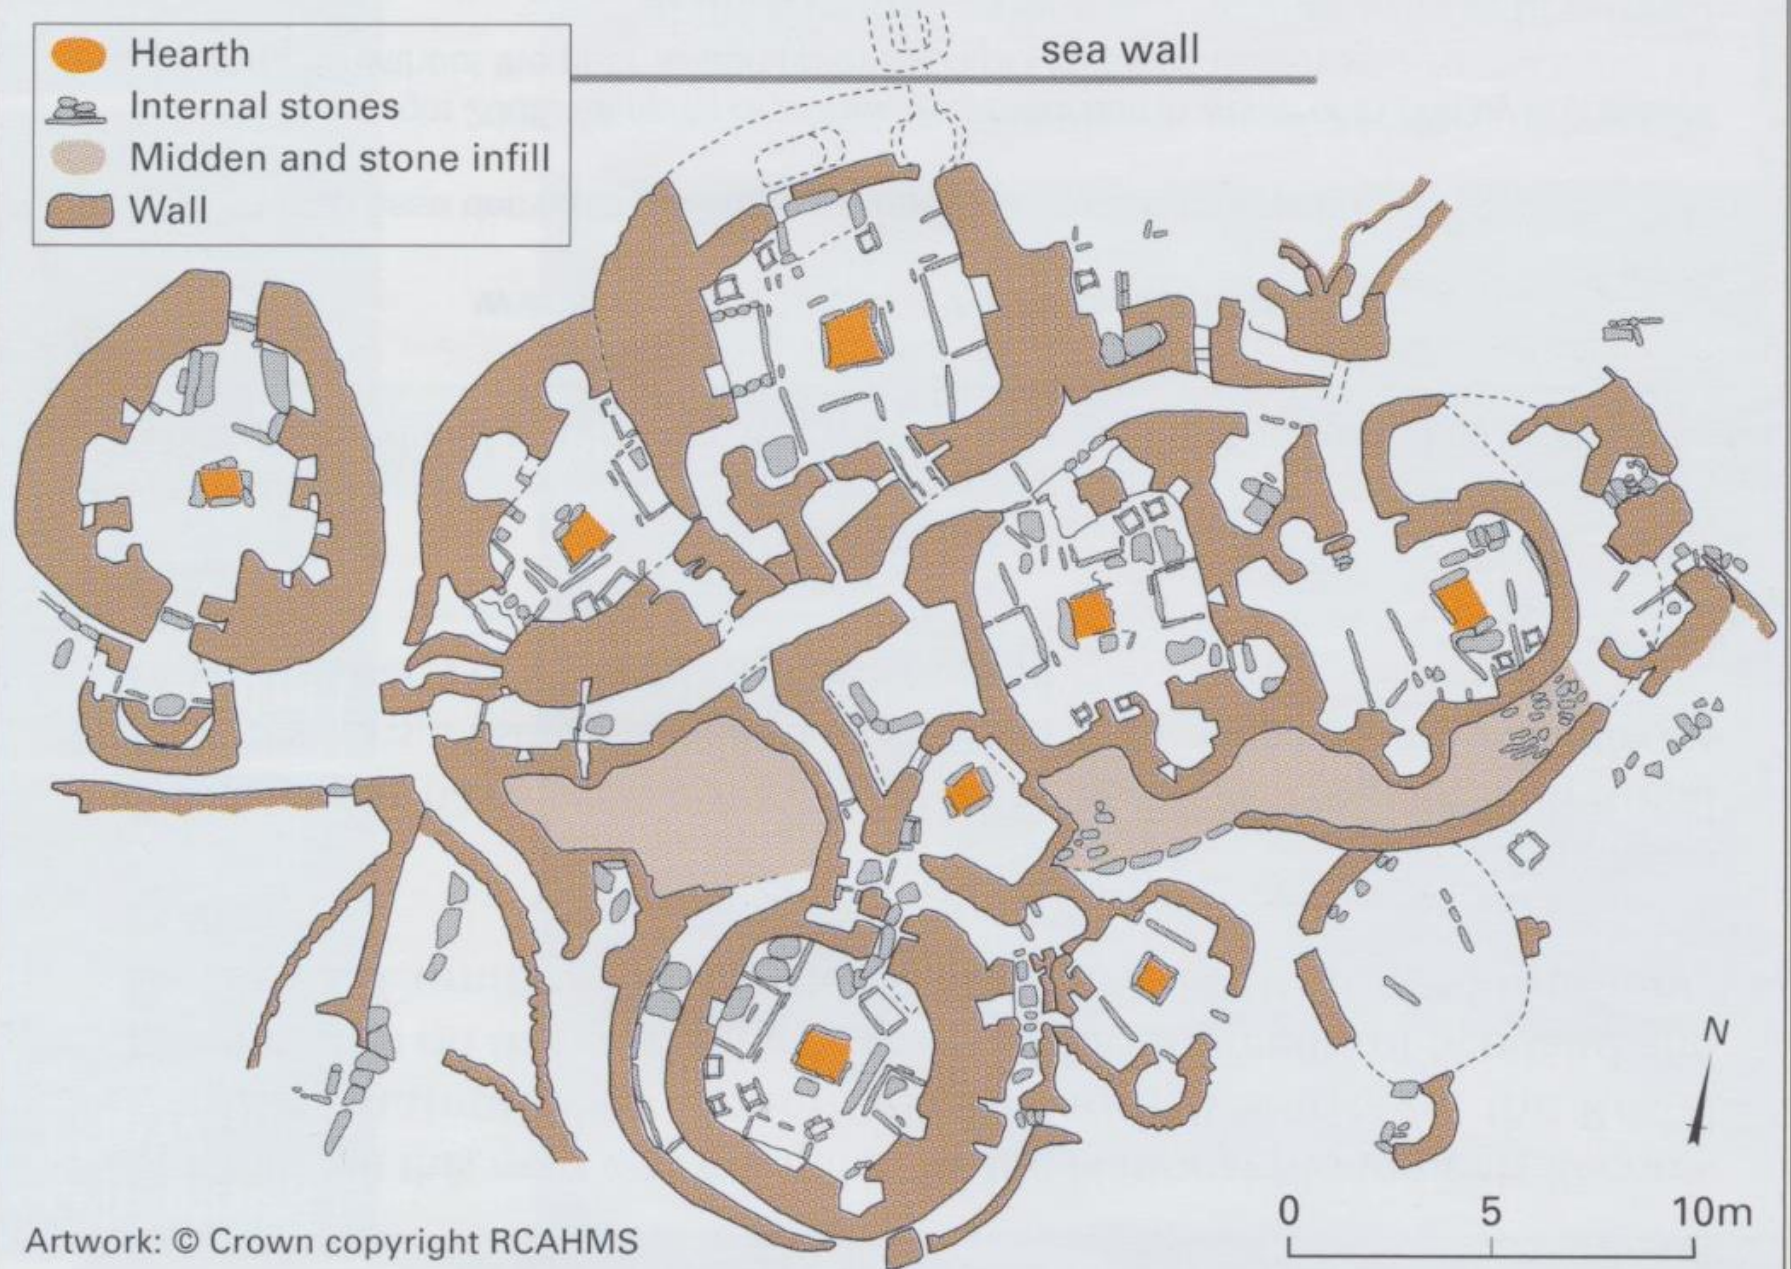 Hearth
Internal stones
Midden and stone infill
Wall
sea wall
N
0 5 10m
Artwork: © Crown copyright RCAHMS